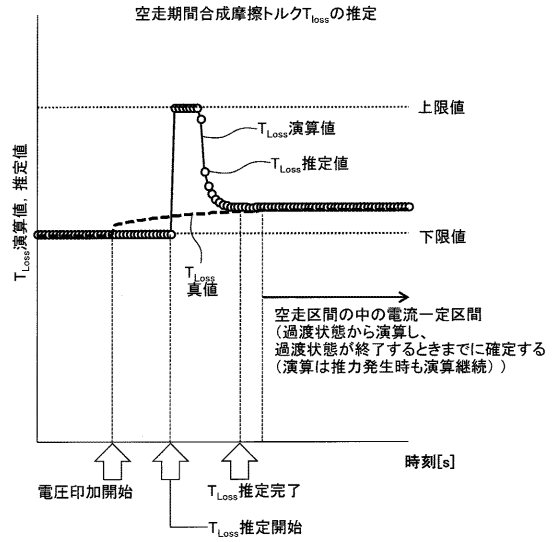 空走期間合成摩擦トルクTlossの推定
上限値
TLoss演算値
TLoss推定値
TLoss演算値, 推定値
下限値
TLoss
真値
空走区間の中の電流一定区間
(過渡状態から演算し、
過渡状態が終了するときまでに確定する
(演算は推力発生時も演算継続))
時刻[s]
電圧印加開始
TLoss推定完了
TLoss推定開始